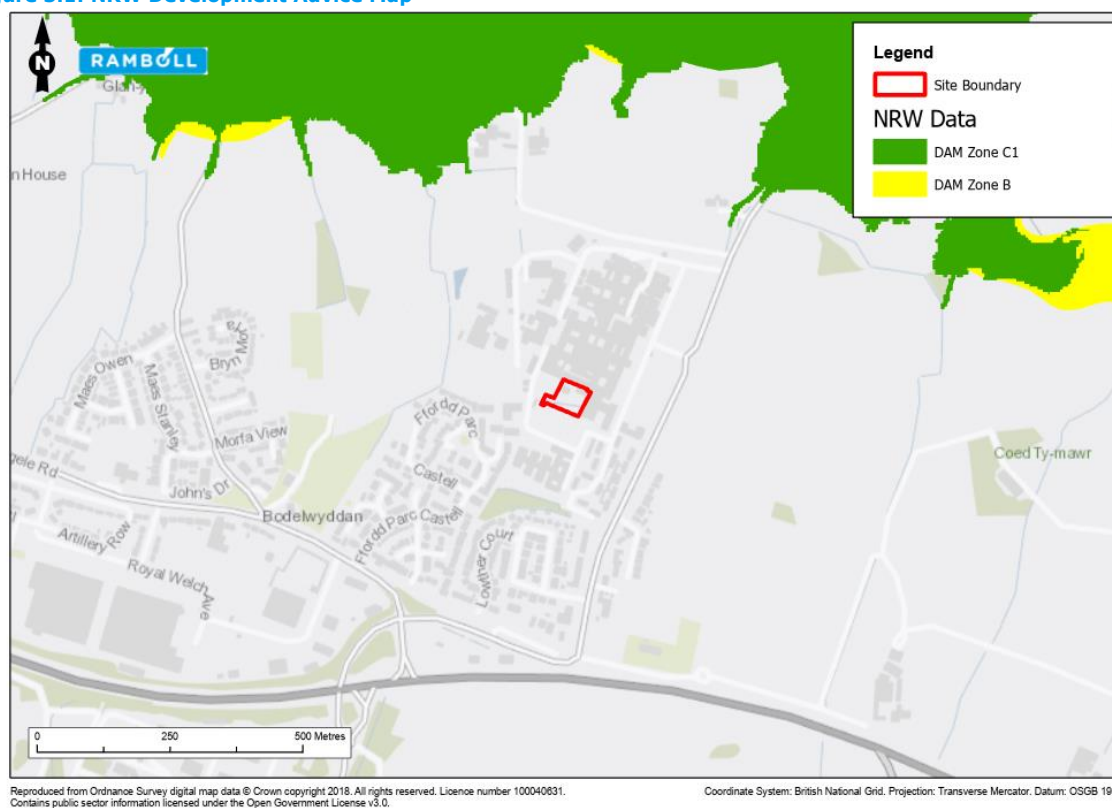 NRW Development Advice Map
N
RAMBOLL
Legend
Site Boundary
NRW Data
DAM Zone C1
DAM Zone B
House
Maes Owen
Bryn Mor
Maes Stanley
Morfa View
John's Dr
Ffordd Parc
Castell
Bodelwyddan
Ffordd Parc Castell
Lowther Court
Artillery Row
Royal Welch Ave
Coed Ty-mawr
0 250 500 Metres
Reproduced from Ordnance Survey digital map data © Crown copyright 2018. All rights reserved. Licence number 100040631.
Contains public sector information licensed under the Open Government License v3.0.
Coordinate System: British National Grid. Projection: Transverse Mercator. Datum: OSGB 19